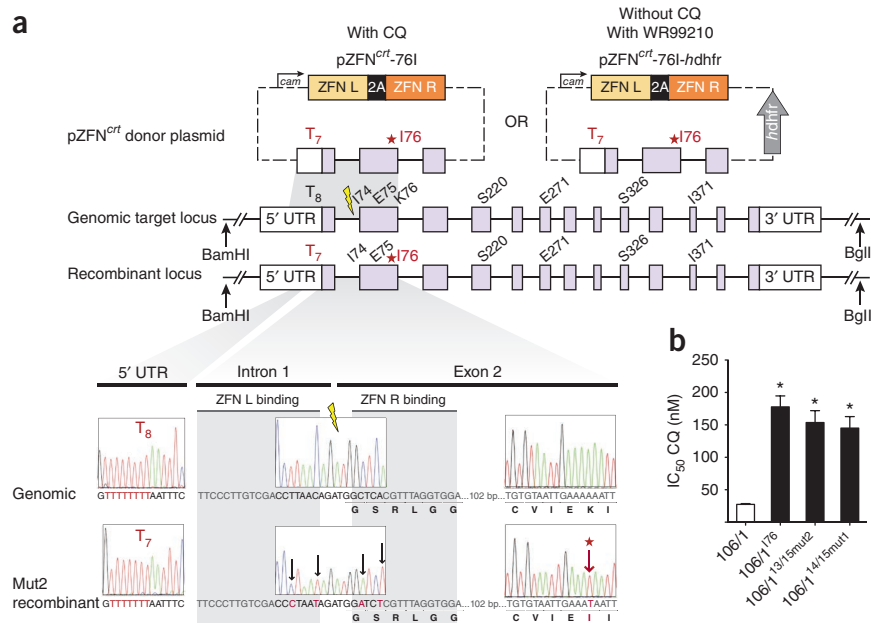 a
With CQ
pZFNcrt-76I
Without CQ
With WR99210
pZFNcrt-76I-hdhfr
cam
ZFN L 2A ZFN R
cam
ZFN L 2A ZFN R
pZFNcrt donor plasmid
OR
hdhfr
T7 ★I76
T7 ★I76
T8 I74 E75 K76 S220 E271 S326 I371
Genomic target locus
5′ UTR
3′ UTR
BamHI
BglI
T7 I74 E75 ★I76 S220 E271 S326 I371
Recombinant locus
5′ UTR
3′ UTR
BamHI
BglI
5′ UTR Intron 1 Exon 2
ZFN L binding ZFN R binding
T8
Genomic
GTTTTTTTTAATTTC TTCCCTTGTCGACCTTAACAGATGGCTCACGTTTAGGTGGA...102 bp...TGTGTAATTGAAAAAATT
G S R L G G C V I E K I
T7
★
Mut2
recombinant
GTTTTTTTAATTTC TTCCCTTGTCGACCCTAATAGATGGATCTCGTTTAGGTGGA...102 bp...TGTGTAATTGAAATAATT
G S R L G G C V I E I I
b
IC50 CQ (nM)
250
200
150
100
50
* * *
106/1
106/1I76
106/113/15mut2
106/114/15mut1